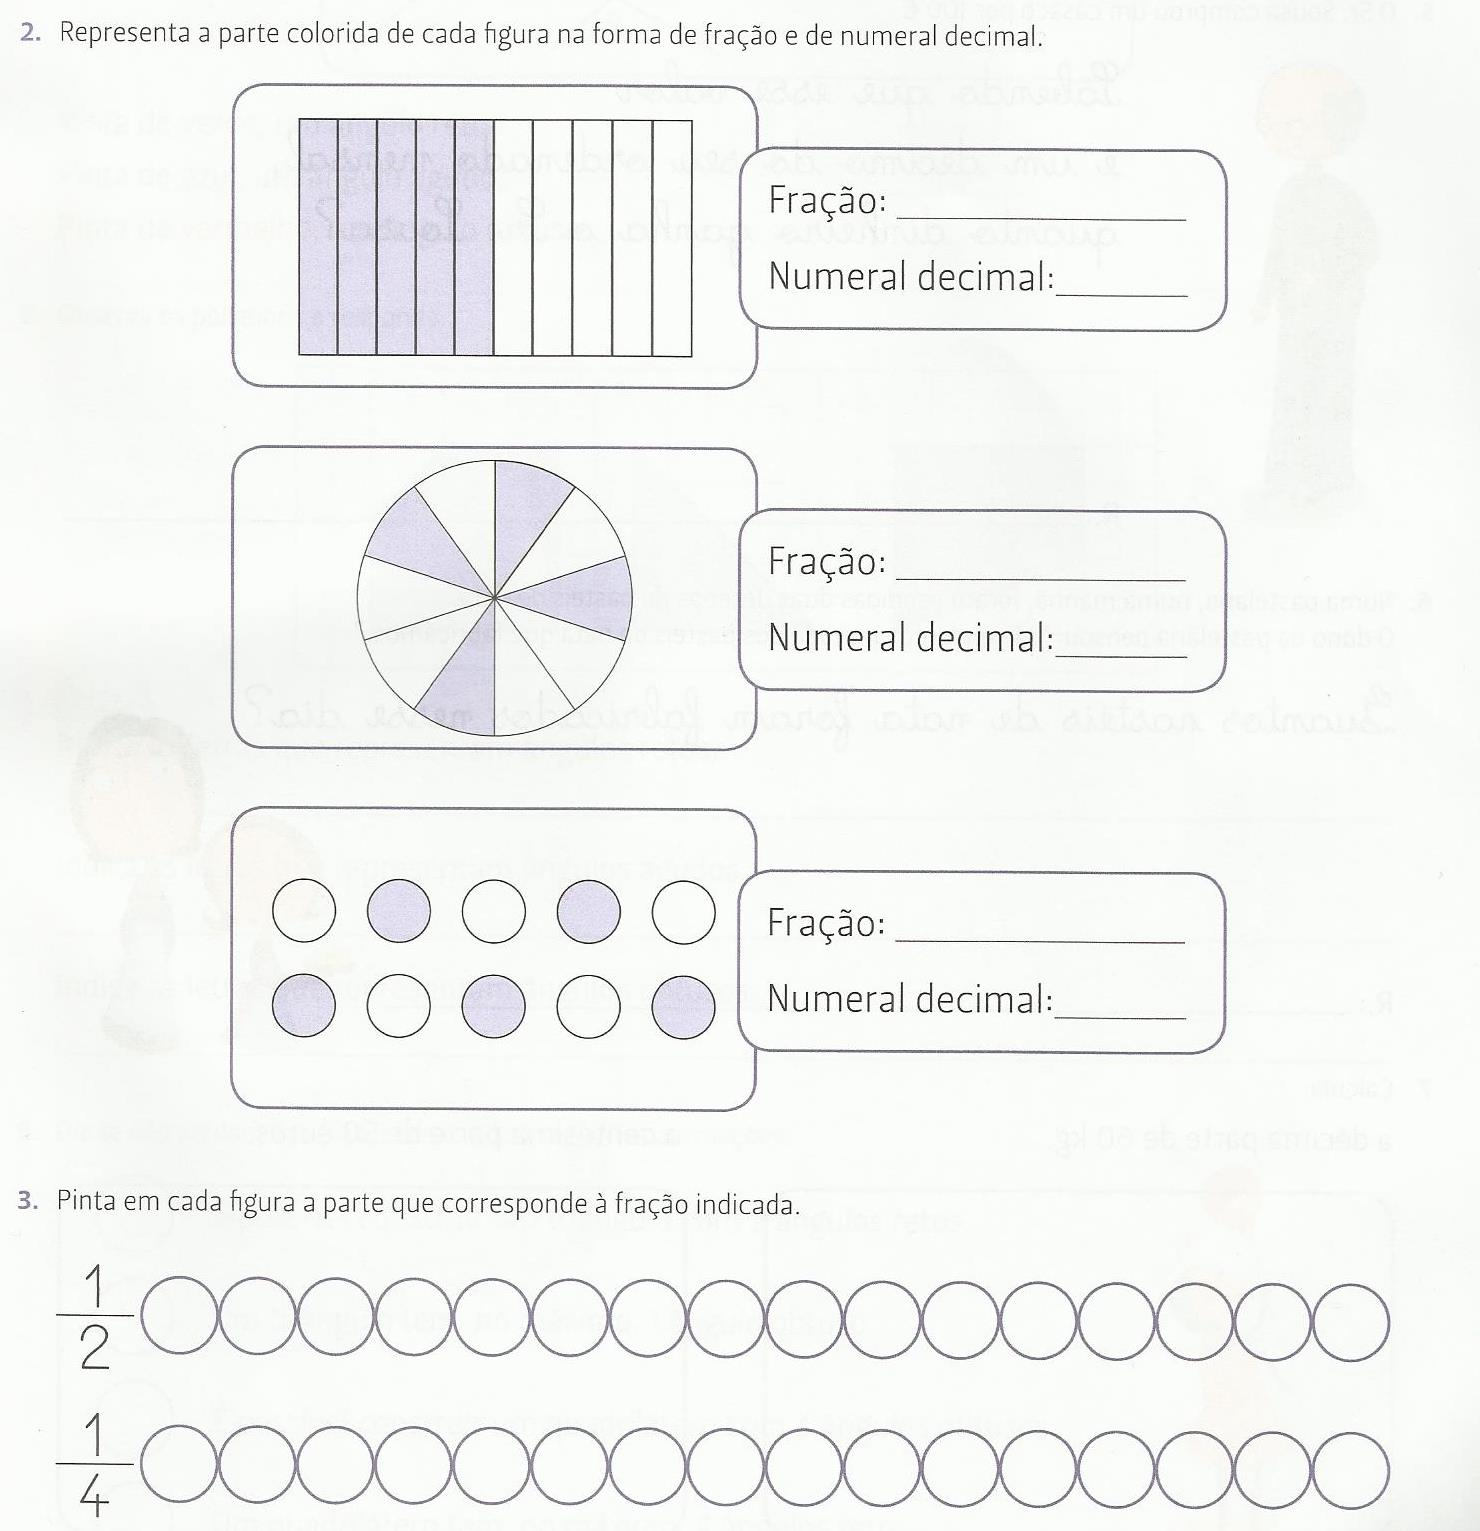 2. Representa a parte colorida de cada figura na forma de fração e de numeral decimal.
Fração:
Numeral decimal:
Fração:
Numeral decimal:
Fração:
Numeral decimal:
3. Pinta em cada figura a parte que corresponde à fração indicada.
1
2
1
4